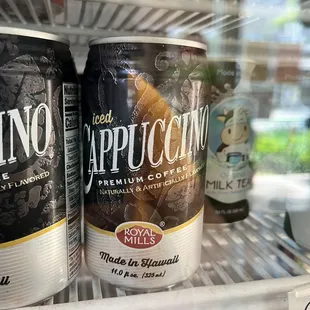 iced
CAPPUCCINO
PREMIUM COFFEE
NATURALLY & ARTIFICIALLY FLAVORED
ROYAL
MILLS
Made in Hawaii
11.0 fl oz. (325 ml)
INO
FLAVORED
ii
MILK TEA